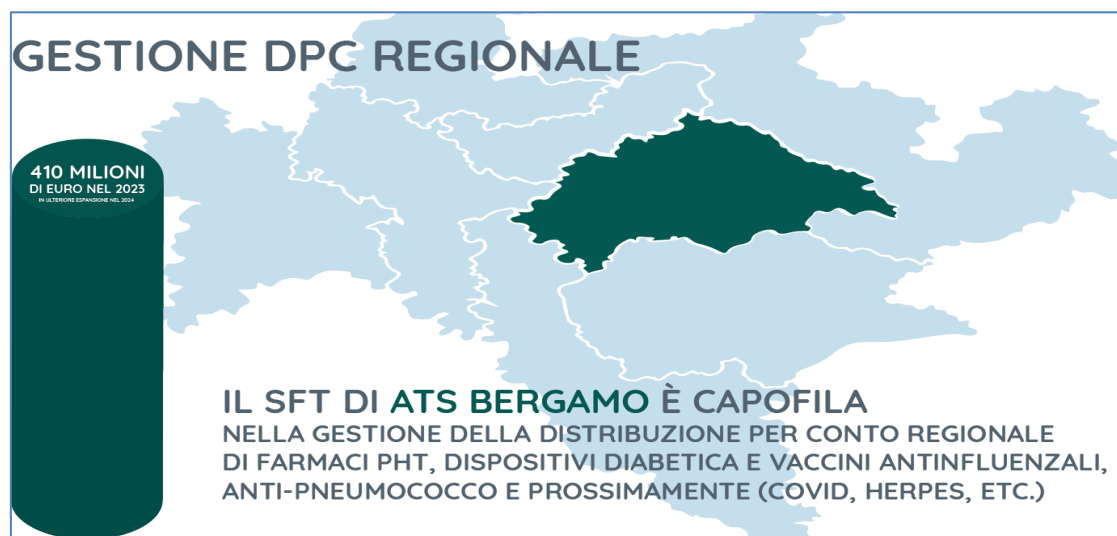 GESTIONE DPC REGIONALE
410 MILIONI
DI EURO NEL 2023
IN ULTERIORE ESPANSIONE NEL 2024
IL SFT DI ATS BERGAMO È CAPOFILA
NELLA GESTIONE DELLA DISTRIBUZIONE PER CONTO REGIONALE
DI FARMACI PHT, DISPOSITIVI DIABETICA E VACCINI ANTINFLUENZALI,
ANTI-PNEUMOCOCCO E PROSSIMAMENTE (COVID, HERPES, ETC.)